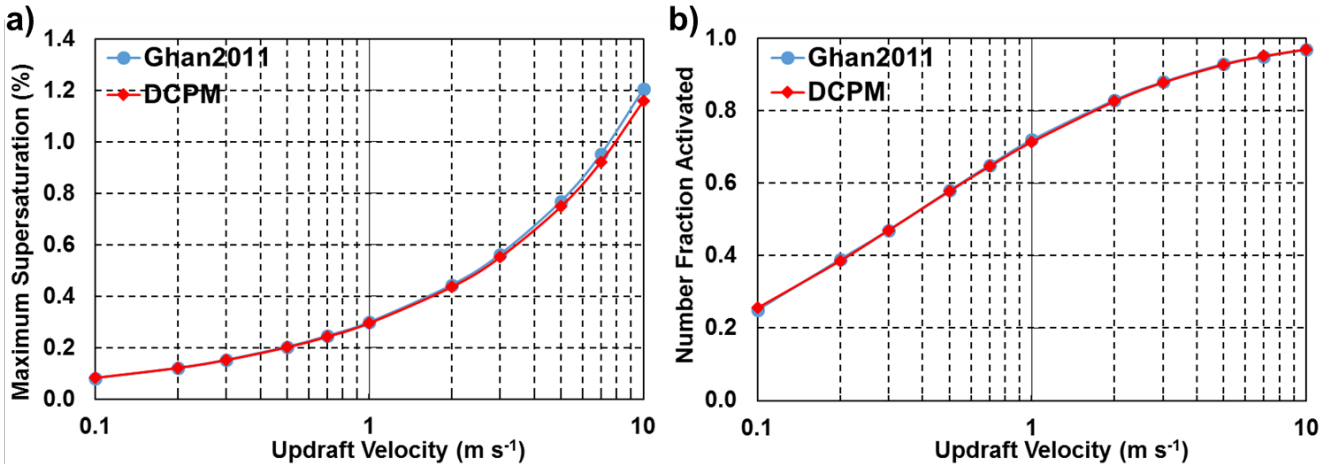 a)
Maximum Supersaturation (%)
1.4
1.2
1.0
0.8
0.6
0.4
0.2
0.0
Ghan2011
DCPM
0.1
1
10
Updraft Velocity (m s-1)
b)
Number Fraction Activated
1.0
0.8
0.6
0.4
0.2
0.0
Ghan2011
DCPM
0.1
1
10
Updraft Velocity (m s-1)